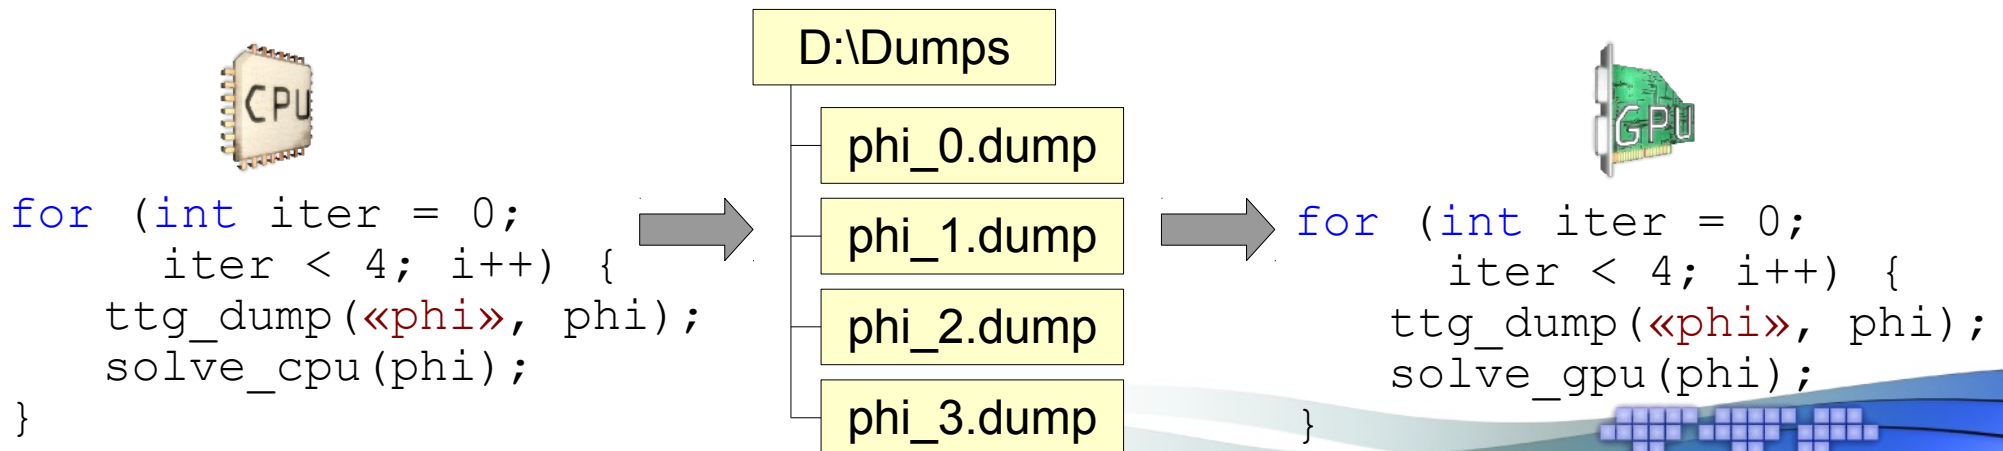 CPU
for (int iter = 0;
iter < 4; i++) {
ttg_dump(«phi», phi);
solve_cpu(phi);
}
D:\Dumps
phi_0.dump
phi_1.dump
phi_2.dump
phi_3.dump
GPU
for (int iter = 0;
iter < 4; i++) {
ttg_dump(«phi», phi);
solve_gpu(phi);
}